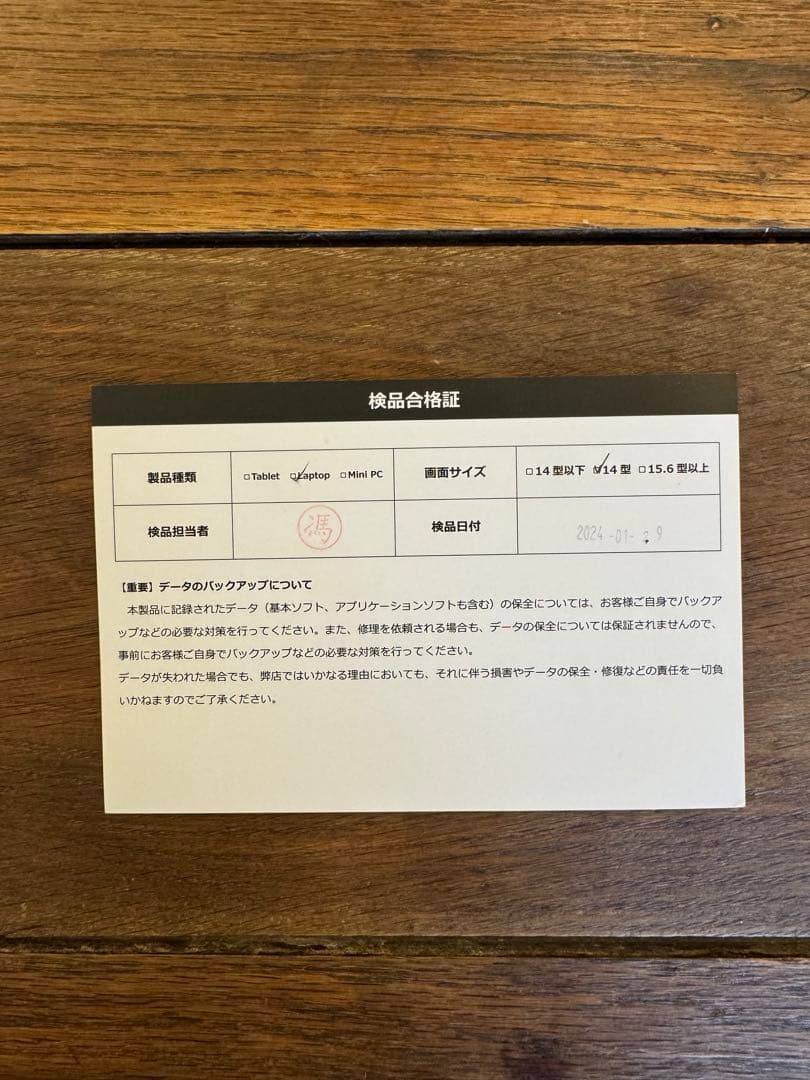 検品合格証
製品種類 □Tablet □Laptop □Mini PC 画面サイズ □14型以下 □14型 □15.6型以上
検品担当者 馮 検品日付 2024-01-
【重要】データのバックアップについて
本製品に記録されたデータ（基本ソフト、アプリケーションソフトも含む）の保全については、お客様ご自身でバックア
ップなどの必要な対策を行ってください。また、修理を依頼される場合も、データの保全については保証されませんので、
事前にお客様ご自身でバックアップなどの必要な対策を行ってください。
データが失われた場合でも、弊店ではいかなる理由においても、それに伴う損害やデータの保全・修復などの責任を一切負
いかねますのでご了承ください。